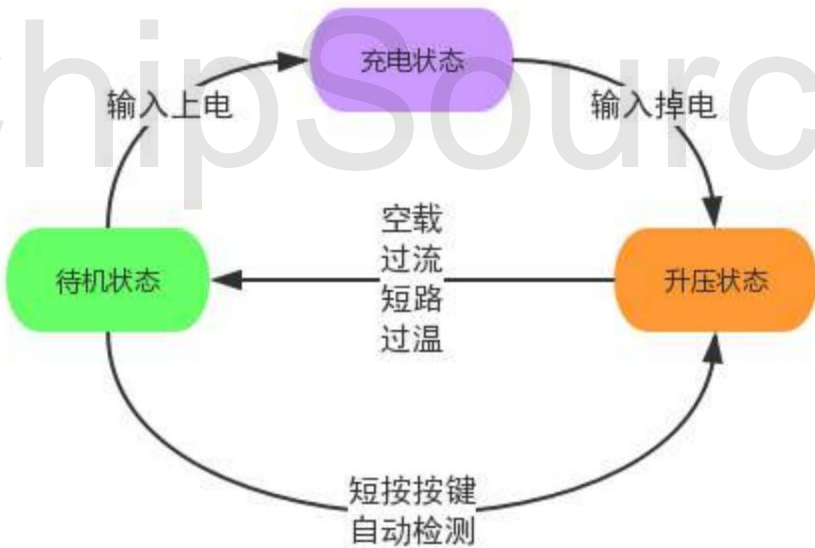 ChipSourc
充电状态
输入上电
输入掉电
空载
过流
短路
过温
待机状态
升压状态
短按按键
自动检测